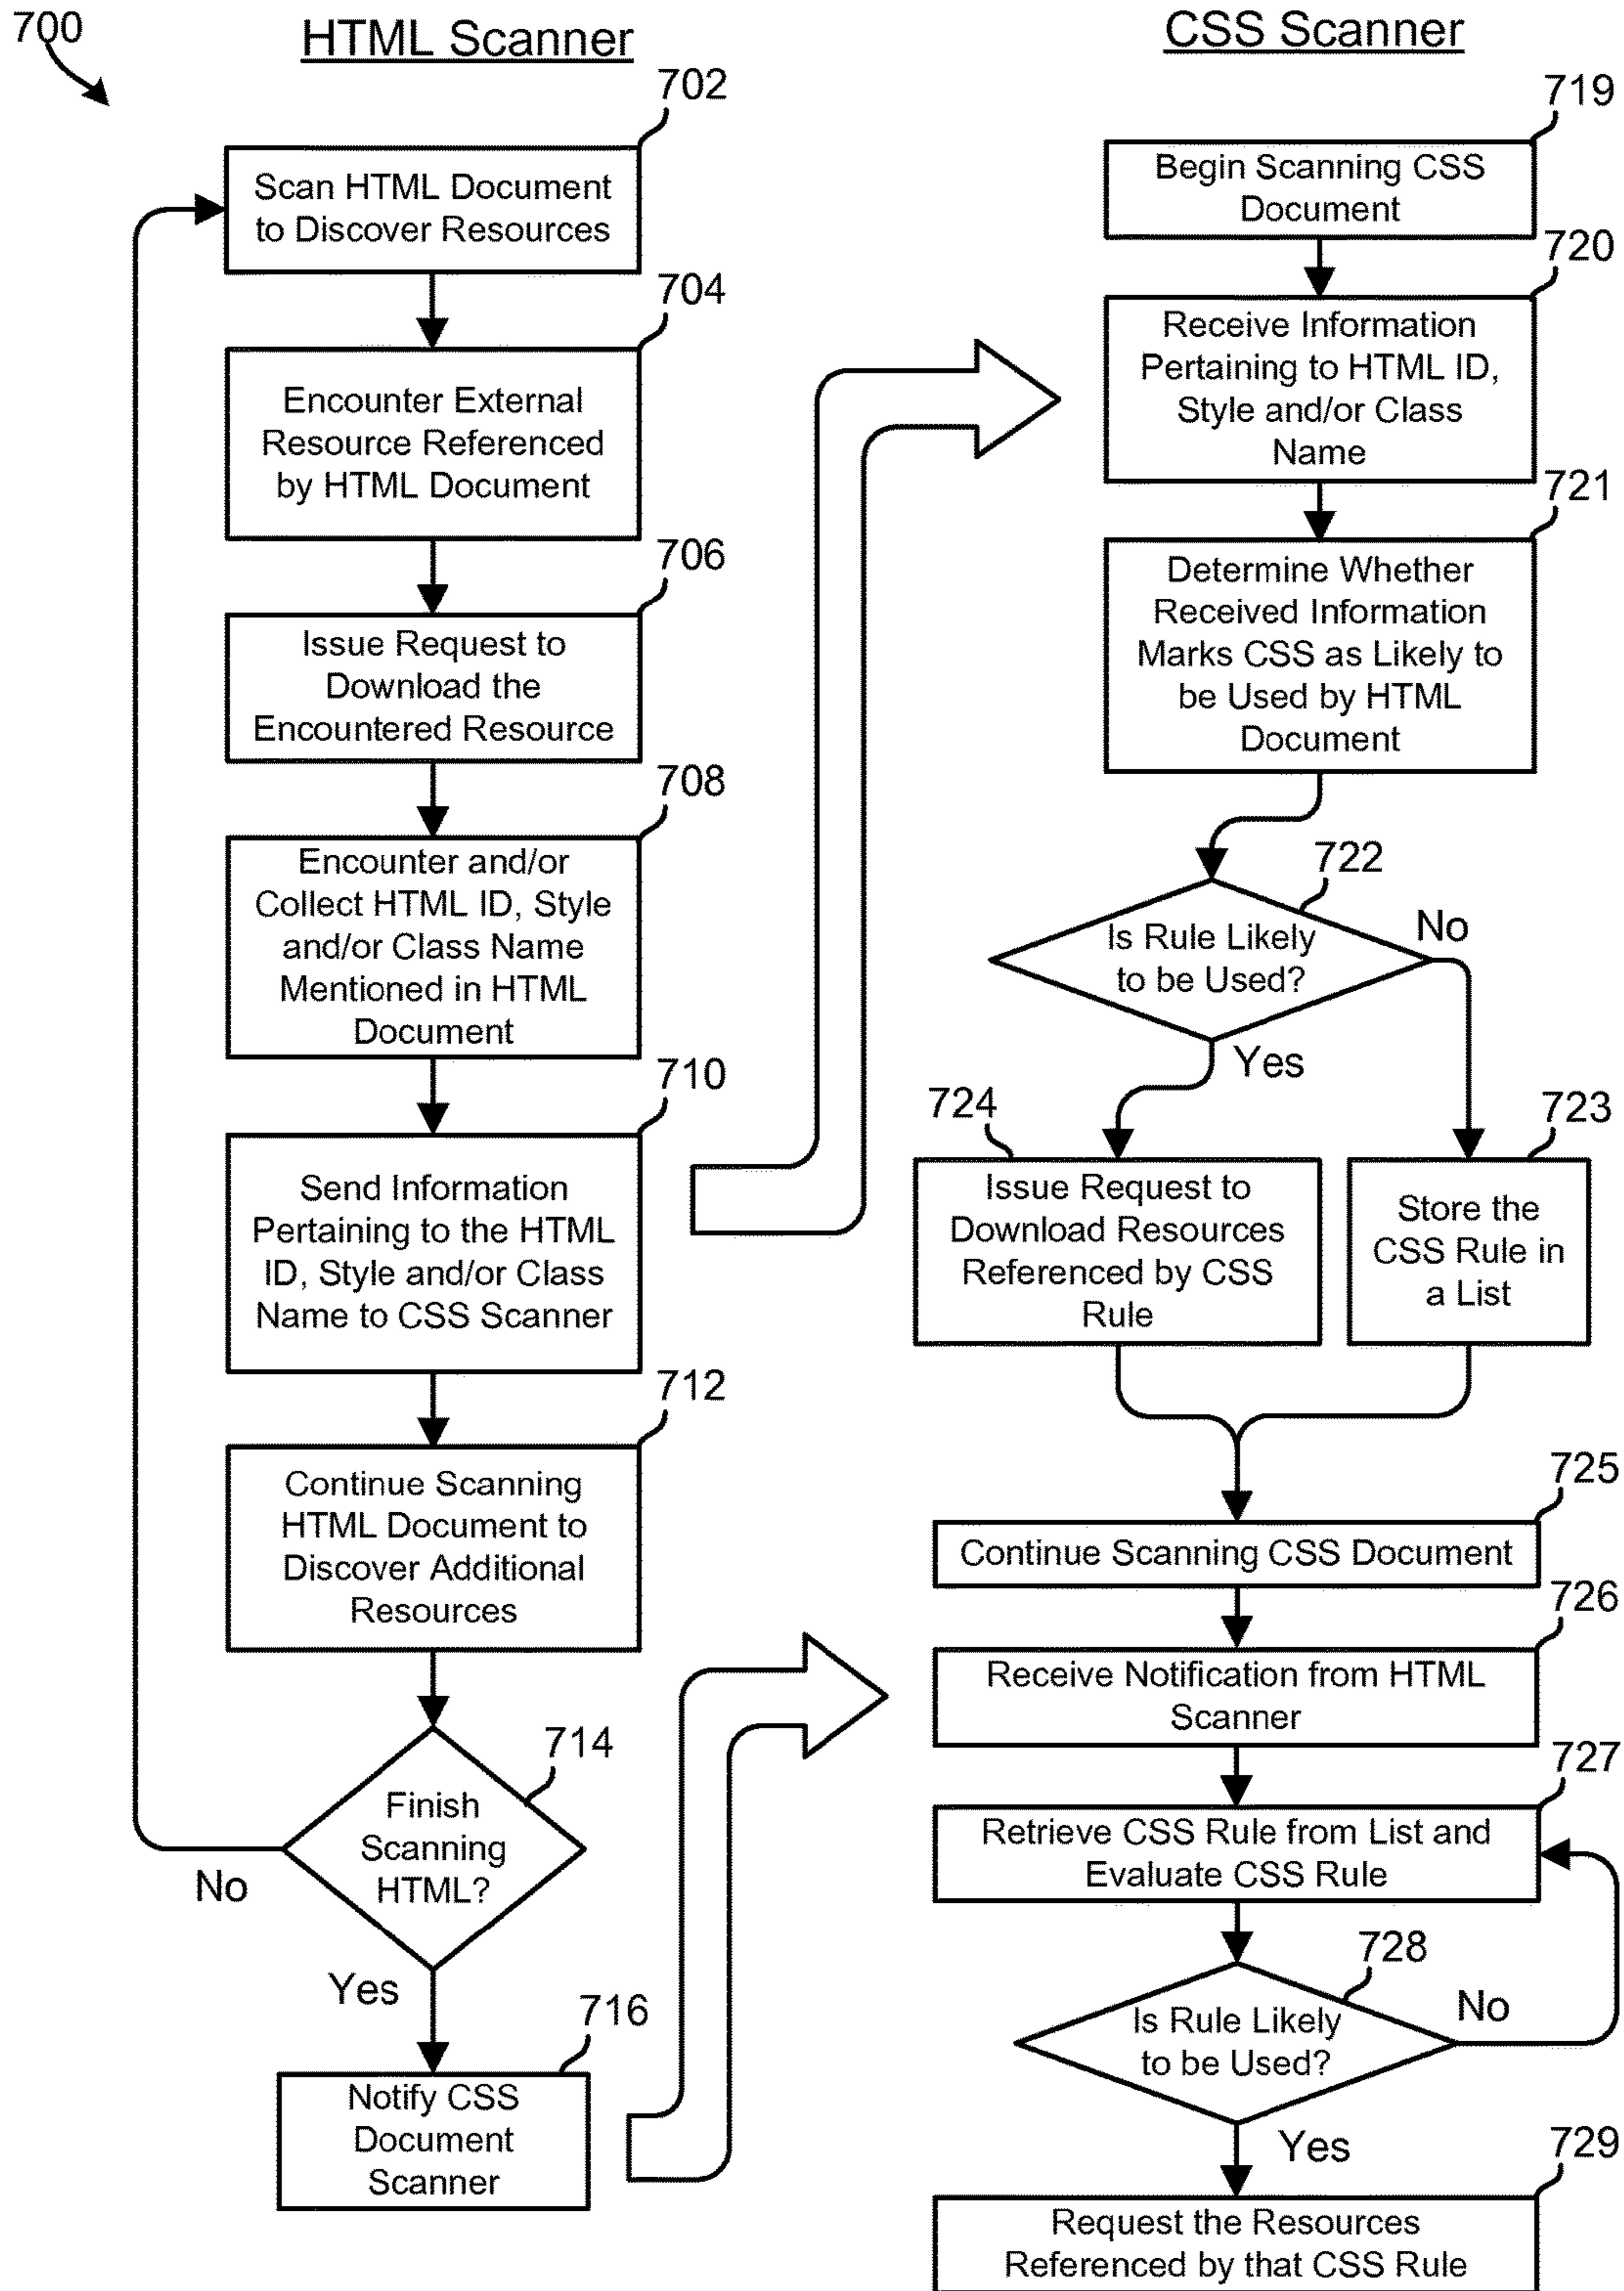 700
HTML Scanner
702
Scan HTML Document
to Discover Resources
704
Encounter External
Resource Referenced
by HTML Document
706
Issue Request to
Download the
Encountered Resource
708
Encounter and/or
Collect HTML ID, Style
and/or Class Name
Mentioned in HTML
Document
710
Send Information
Pertaining to the HTML
ID, Style and/or Class
Name to CSS Scanner
712
Continue Scanning
HTML Document to
Discover Additional
Resources
714
Finish
Scanning
HTML?
No
Yes
716
Notify CSS
Document
Scanner
CSS Scanner
719
Begin Scanning CSS
Document
720
Receive Information
Pertaining to HTML ID,
Style and/or Class
Name
721
Determine Whether
Received Information
Marks CSS as Likely to
be Used by HTML
Document
722
Is Rule Likely
to be Used?
No
Yes
724
Issue Request to
Download Resources
Referenced by CSS
Rule
723
Store the
CSS Rule in
a List
725
Continue Scanning CSS Document
726
Receive Notification from HTML
Scanner
727
Retrieve CSS Rule from List and
Evaluate CSS Rule
728
Is Rule Likely
to be Used?
No
Yes
729
Request the Resources
Referenced by that CSS Rule